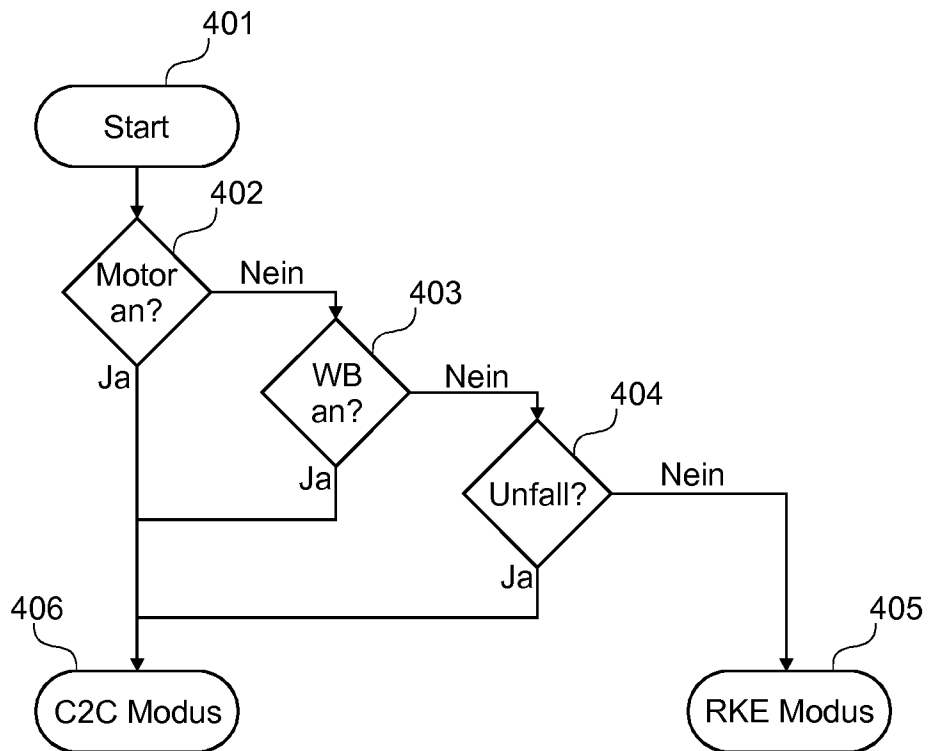 401
Start
402
Motor
an?
Nein
403
Ja
WB
an?
Nein
404
Ja
Unfall?
Nein
Ja
406
405
C2C Modus
RKE Modus